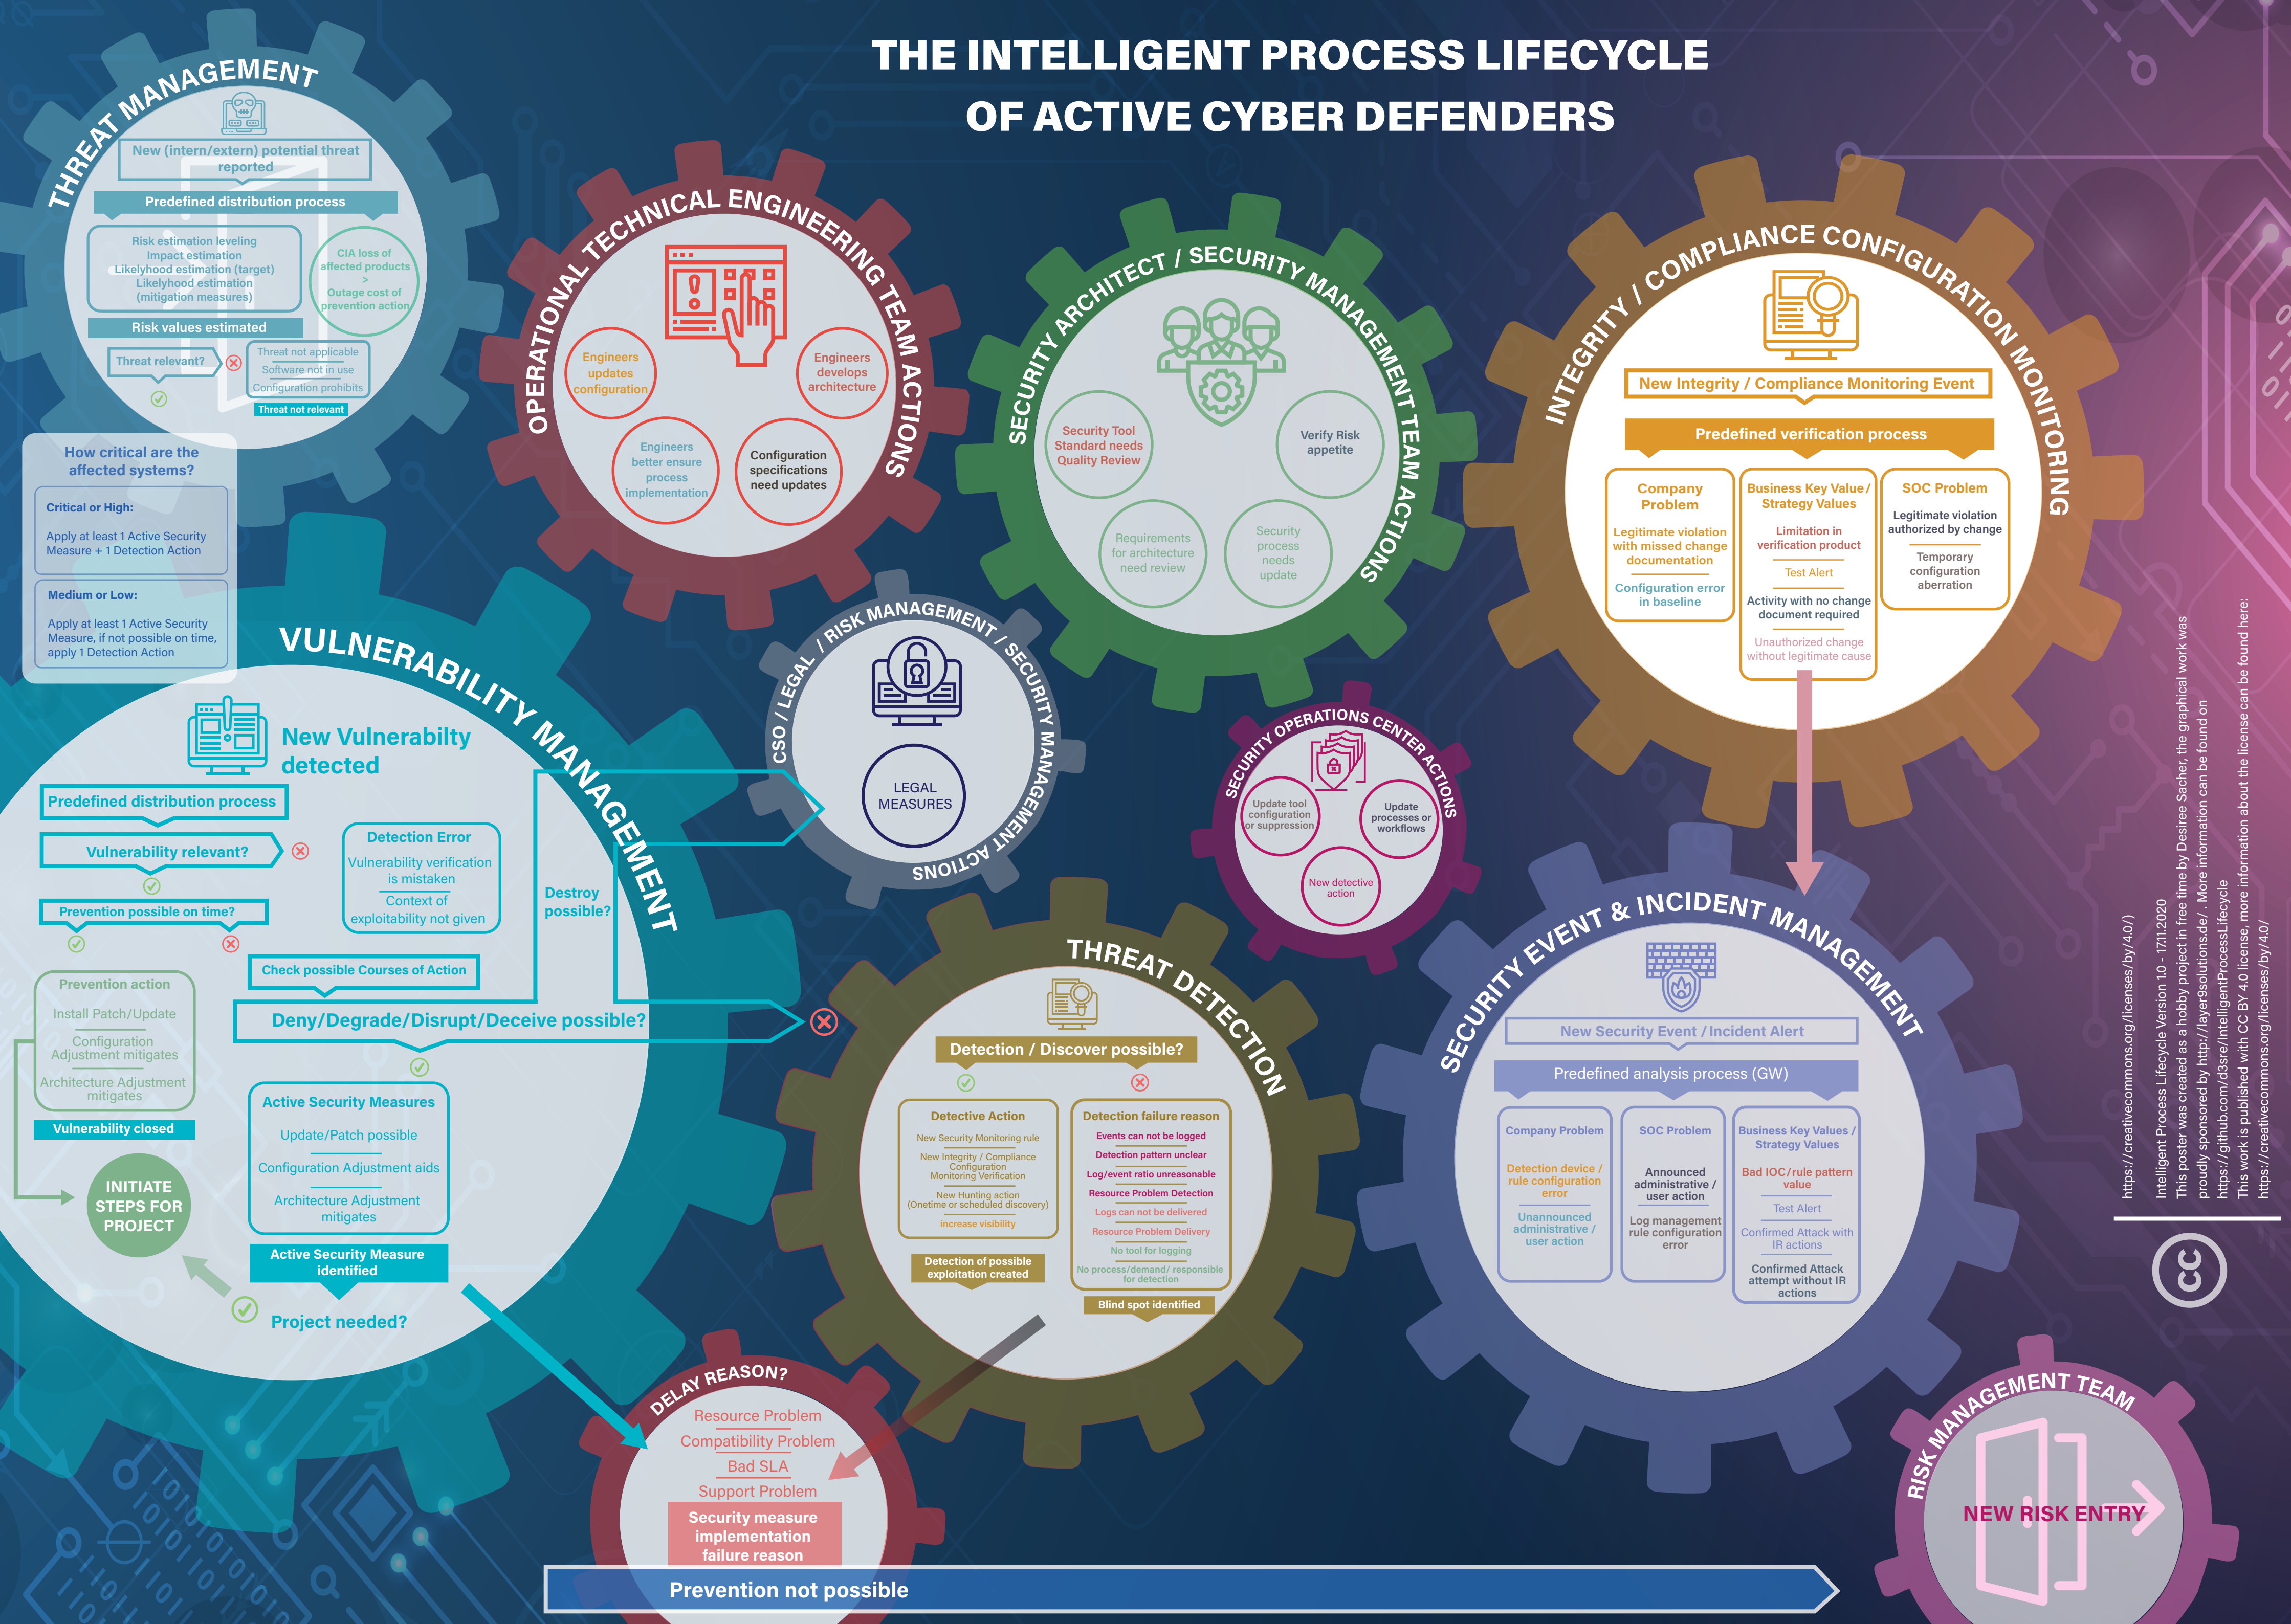 THE INTELLIGENT PROCESS LIFECYCLE
OF ACTIVE CYBER DEFENDERS
THREAT MANAGEMENT
New (intern/extern) potential threat
reported
Predefined distribution process
Risk estimation leveling
Impact estimation
Likelyhood estimation (target)
Likelyhood estimation
(mitigation measures)
CIA loss of
affected products
>
Outage cost of
prevention action
Risk values estimated
Threat relevant?
Threat not applicable
Software not in use
Configuration prohibits
Threat not relevant
How critical are the
affected systems?
Critical or High:
Apply at least 1 Active Security
Measure + 1 Detection Action
Medium or Low:
Apply at least 1 Active Security
Measure, if not possible on time,
apply 1 Detection Action
OPERATIONAL TECHNICAL ENGINEERING TEAM ACTIONS
Engineers
updates
configuration
Engineers
develops
architecture
Engineers
better ensure
process
implementation
Configuration
specifications
need updates
SECURITY ARCHITECT / SECURITY MANAGEMENT TEAM ACTIONS
Security Tool
Standard needs
Quality Review
Verify Risk
appetite
Requirements
for architecture
need review
Security
process
needs
update
INTEGRITY / COMPLIANCE CONFIGURATION MONITORING
New Integrity / Compliance Monitoring Event
Predefined verification process
Company
Problem
Legitimate violation
with missed change
documentation
Configuration error
in baseline
Business Key Value/
Strategy Values
Limitation in
verification product
Test Alert
Activity with no change
document required
Unauthorized change
without legitimate cause
SOC Problem
Legitimate violation
authorized by change
Temporary
configuration
aberration
VULNERABILITY MANAGEMENT
New Vulnerabilty
detected
Predefined distribution process
Vulnerability relevant?
Detection Error
Vulnerability verification
is mistaken
Context of
exploitability not given
Prevention possible on time?
Check possible Courses of Action
Destroy
possible?
Deny/Degrade/Disrupt/Deceive possible?
Prevention action
Install Patch/Update
Configuration
Adjustment mitigates
Architecture Adjustment
mitigates
Vulnerability closed
INITIATE
STEPS FOR
PROJECT
Active Security Measures
Update/Patch possible
Configuration Adjustment aids
Architecture Adjustment
mitigates
Active Security Measure
identified
Project needed?
CSO / LEGAL / RISK MANAGEMENT / SECURITY MANAGEMENT ACTIONS
LEGAL
MEASURES
SECURITY OPERATIONS CENTER ACTIONS
Update tool
configuration
or suppression
Update
processes or
workflows
New detective
action
THREAT DETECTION
Detection / Discover possible?
Detective Action
New Security Monitoring rule
New Integrity / Compliance
Configuration
Monitoring Verification
New Hunting action
(Onetime or scheduled discovery)
increase visibility
Detection of possible
exploitation created
Detection failure reason
Events can not be logged
Detection pattern unclear
Log/event ratio unreasonable
Resource Problem Detection
Logs can not be delivered
Resource Problem Delivery
No tool for logging
No process/demand/ responsible
for detection
Blind spot identified
SECURITY EVENT & INCIDENT MANAGEMENT
New Security Event / Incident Alert
Predefined analysis process (GW)
Company Problem
Detection device /
rule configuration
error
Unannounced
administrative /
user action
SOC Problem
Announced
administrative /
user action
Log management
rule configuration
error
Business Key Values /
Strategy Values
Bad IOC/rule pattern
value
Test Alert
Confirmed Attack with
IR actions
Confirmed Attack
attempt without IR
actions
DELAY REASON?
Resource Problem
Compatibility Problem
Bad SLA
Support Problem
Security measure
implementation
failure reason
Prevention not possible
RISK MANAGEMENT TEAM
NEW RISK ENTRY
https://creativecommons.org/licenses/by/4.0/)
Intelligent Process Lifecycle Version 1.0 - 17.11.2020
This poster was created as a hobby project in free time by Desiree Sacher, the graphical work was
proudly sponsored by http://layer9solutions.de/ . More information can be found on
https://github.com/d3sre/IntelligentProcessLifecycle
This work is published with CC BY 4.0 license, more information about the license can be found here:
https://creativecommons.org/licenses/by/4.0/
cc